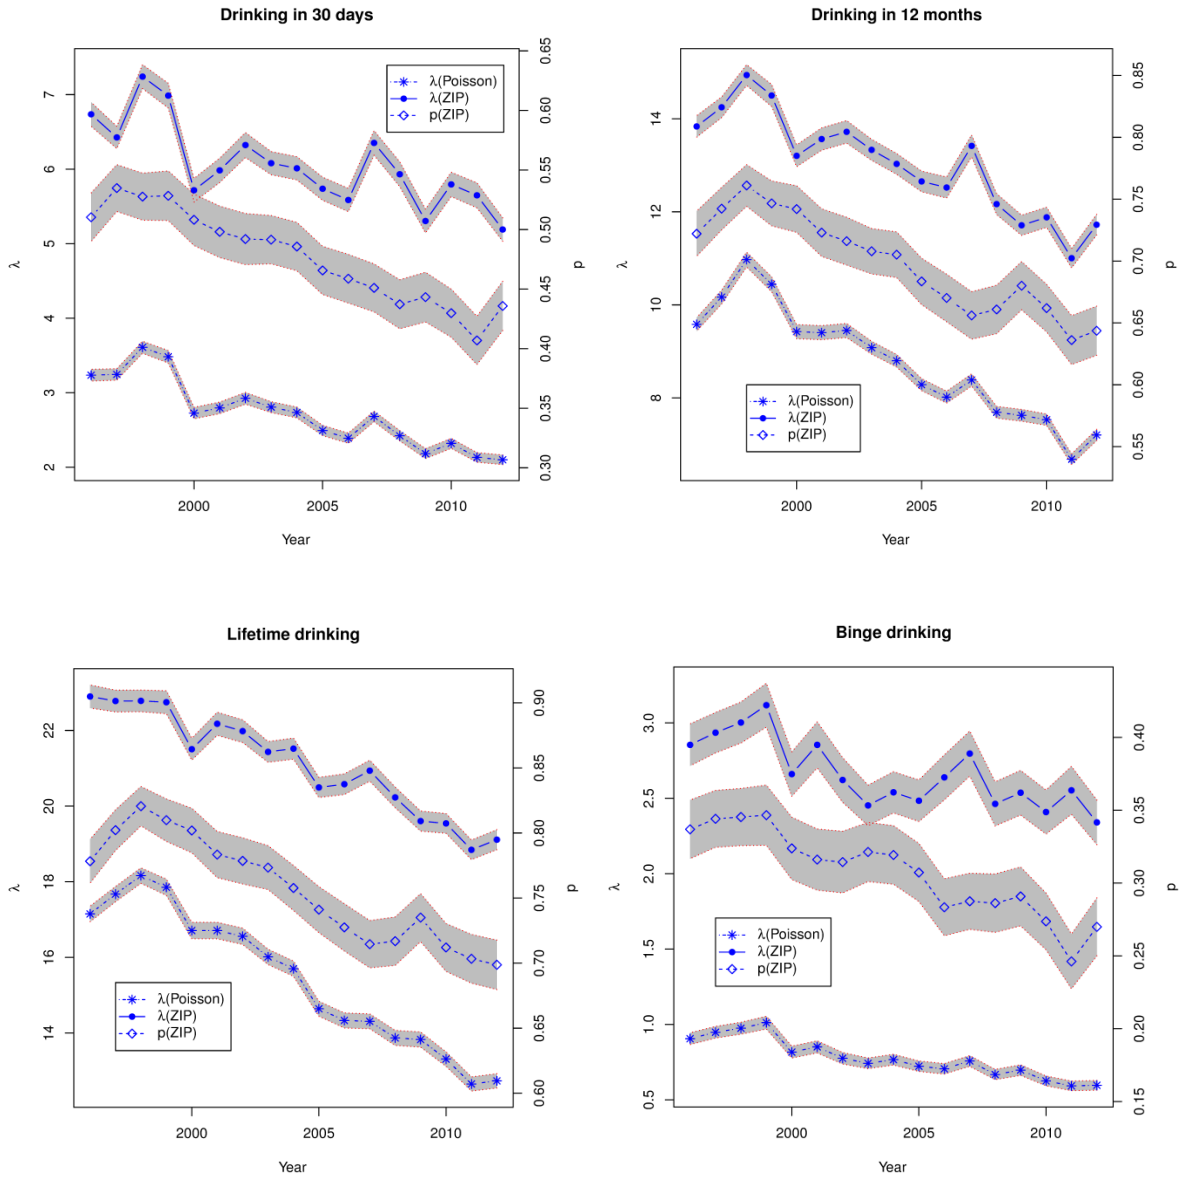 Drinking in 30 days
λ(Poisson)
λ(ZIP)
p(ZIP)
7
6
5
4
3
2
λ
0.65
0.60
0.55
0.50
0.45
0.40
0.35
0.30
p
2000 2005 2010
Year
Drinking in 12 months
λ(Poisson)
λ(ZIP)
p(ZIP)
14
12
10
8
λ
0.85
0.80
0.75
0.70
0.65
0.60
0.55
p
2000 2005 2010
Year
Lifetime drinking
λ(Poisson)
λ(ZIP)
p(ZIP)
22
20
18
16
14
λ
0.90
0.85
0.80
0.75
0.70
0.65
0.60
p
2000 2005 2010
Year
Binge drinking
λ(Poisson)
λ(ZIP)
p(ZIP)
3.0
2.5
2.0
1.5
1.0
0.5
λ
0.40
0.35
0.30
0.25
0.20
0.15
p
2000 2005 2010
Year